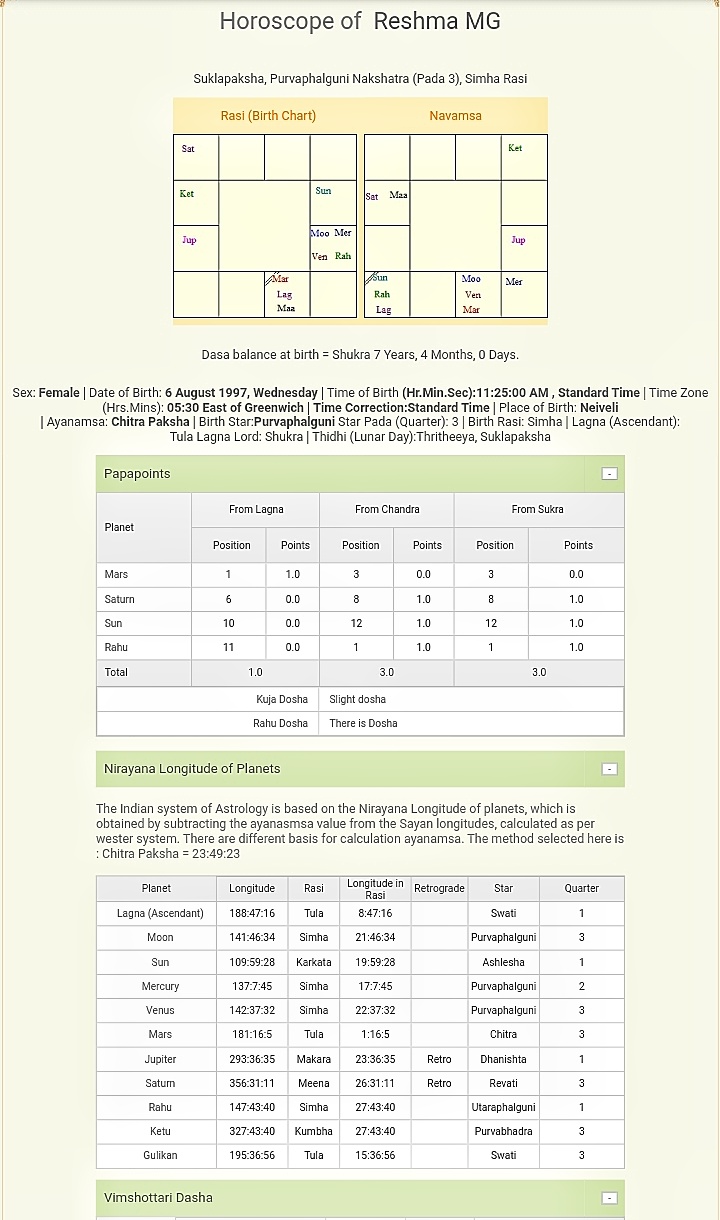 Horoscope of Reshma MG
Suklapaksha, Purvaphalguni Nakshatra (Pada 3), Simha Rasi
Rasi (Birth Chart) Navamsa
Sat Ket
Ket Sun Sat Maa
Jup Moo Mer Jup
Ven Rah
Mar Sun Moo Mer
Lag Rah Ven
Maa Lag Mar
Dasa balance at birth = Shukra 7 Years, 4 Months, 0 Days.
Sex: Female | Date of Birth: 6 August 1997, Wednesday | Time of Birth (Hr.Min.Sec):11:25:00 AM , Standard Time | Time Zone
(Hrs.Mins): 05:30 East of Greenwich | Time Correction:Standard Time | Place of Birth: Neiveli
| Ayanamsa: Chitra Paksha | Birth Star:Purvaphalguni Star Pada (Quarter): 3 | Birth Rasi: Simha | Lagna (Ascendant):
Tula Lagna Lord: Shukra | Thidhi (Lunar Day):Thritheeya, Suklapaksha
Papapoints -
Planet From Lagna From Chandra From Sukra
Position Points Position Points Position Points
Mars 1 1.0 3 0.0 3 0.0
Saturn 6 0.0 8 1.0 8 1.0
Sun 10 0.0 12 1.0 12 1.0
Rahu 11 0.0 1 1.0 1 1.0
Total 1.0 3.0 3.0
Kuja Dosha Slight dosha
Rahu Dosha There is Dosha
Nirayana Longitude of Planets -
The Indian system of Astrology is based on the Nirayana Longitude of planets, which is
obtained by subtracting the ayanasmsa value from the Sayan longitudes, calculated as per
wester system. There are different basis for calculation ayanamsa. The method selected here is
: Chitra Paksha = 23:49:23
Planet Longitude Rasi Longitude in Rasi Retrograde Star Quarter
Lagna (Ascendant) 188:47:16 Tula 8:47:16 Swati 1
Moon 141:46:34 Simha 21:46:34 Purvaphalguni 3
Sun 109:59:28 Karkata 19:59:28 Ashlesha 1
Mercury 137:7:45 Simha 17:7:45 Purvaphalguni 2
Venus 142:37:32 Simha 22:37:32 Purvaphalguni 3
Mars 181:16:5 Tula 1:16:5 Chitra 3
Jupiter 293:36:35 Makara 23:36:35 Retro Dhanishta 1
Saturn 356:31:11 Meena 26:31:11 Retro Revati 3
Rahu 147:43:40 Simha 27:43:40 Utaraphalguni 1
Ketu 327:43:40 Kumbha 27:43:40 Purvabhadra 3
Gulikan 195:36:56 Tula 15:36:56 Swati 3
Vimshottari Dasha -